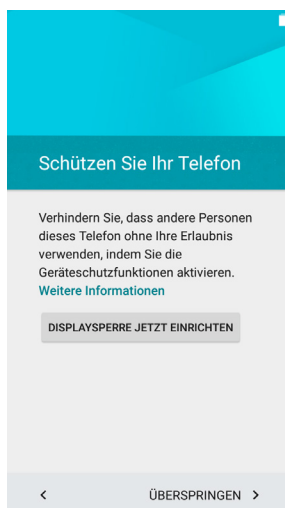 Schützen Sie Ihr Telefon
Verhindern Sie, dass andere Personen
dieses Telefon ohne Ihre Erlaubnis
verwenden, indem Sie die
Geräteschutzfunktionen aktivieren.
Weitere Informationen
DISPLAYSPERRE JETZT EINRICHTEN
ÜBERSPRINGEN